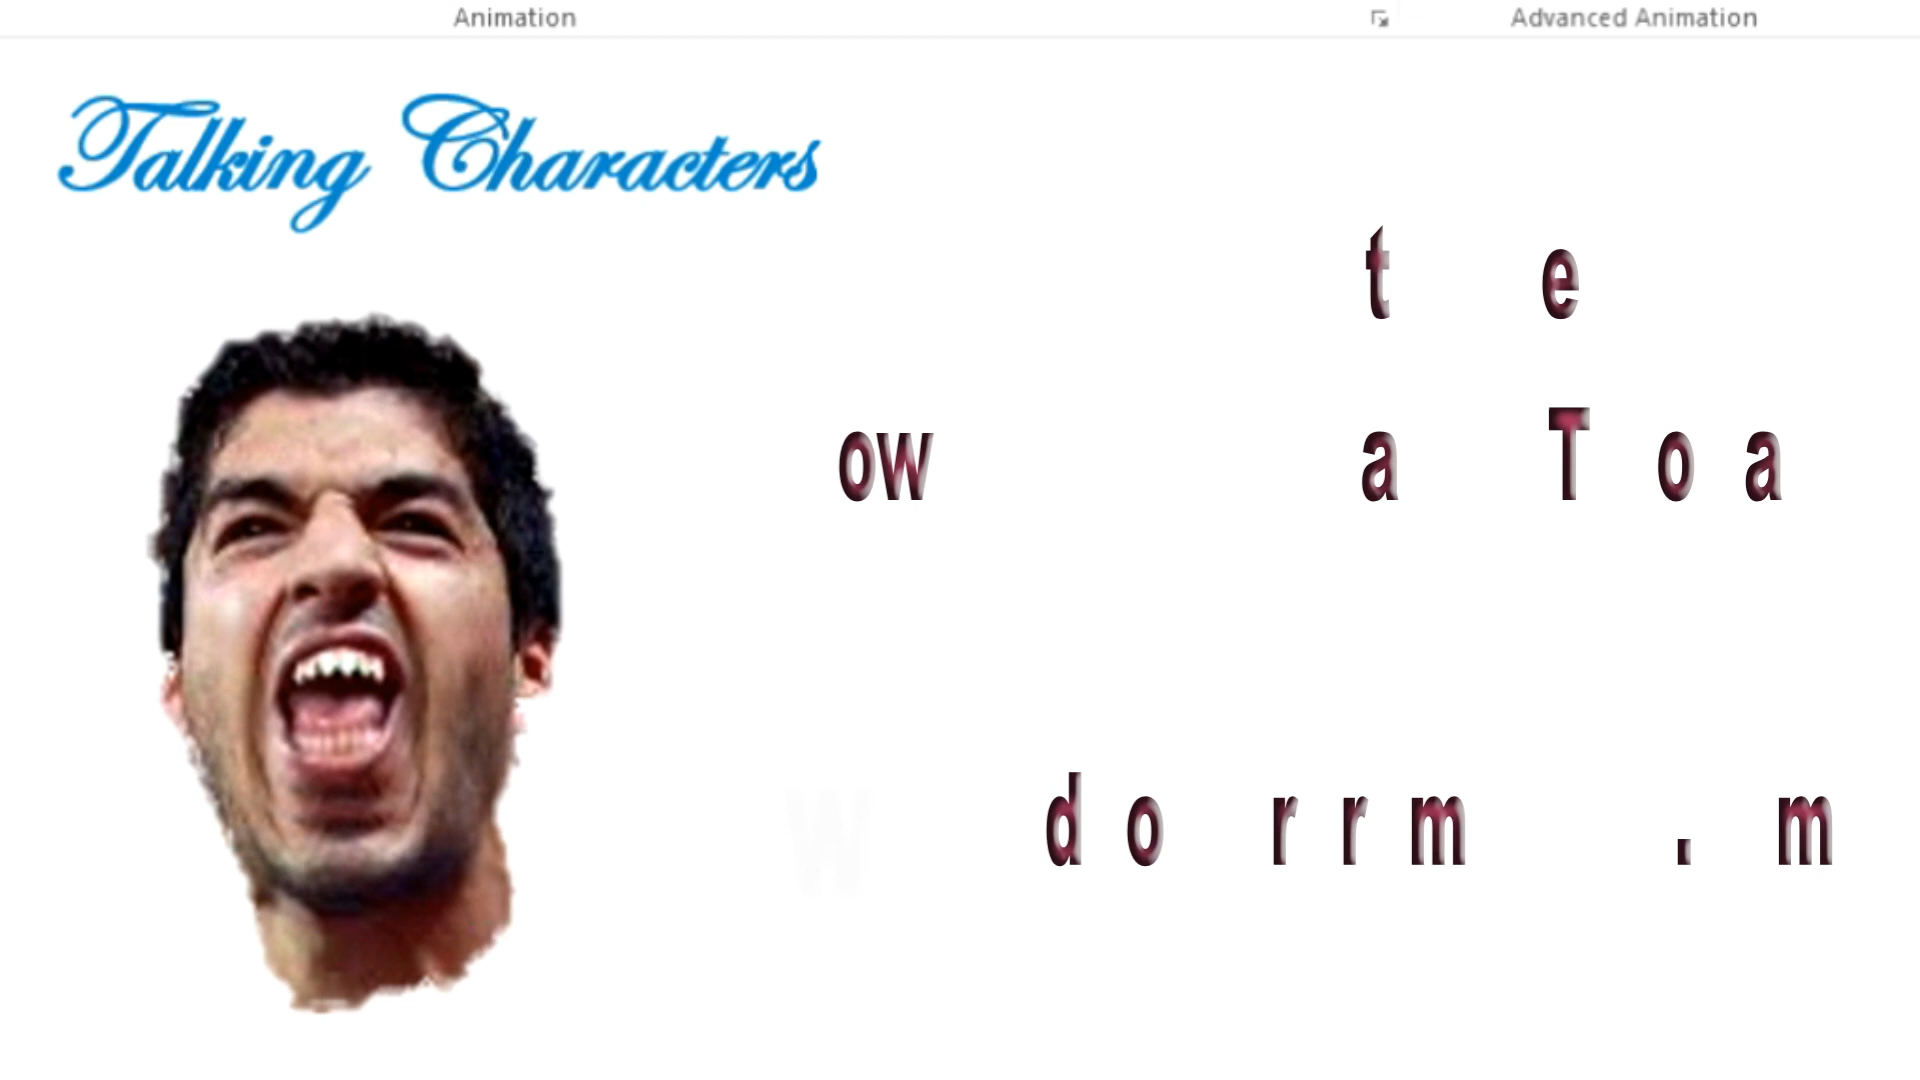 Animation Advanced Animation
Talking Characters
t e
ow a T o a
w d o r r m . m